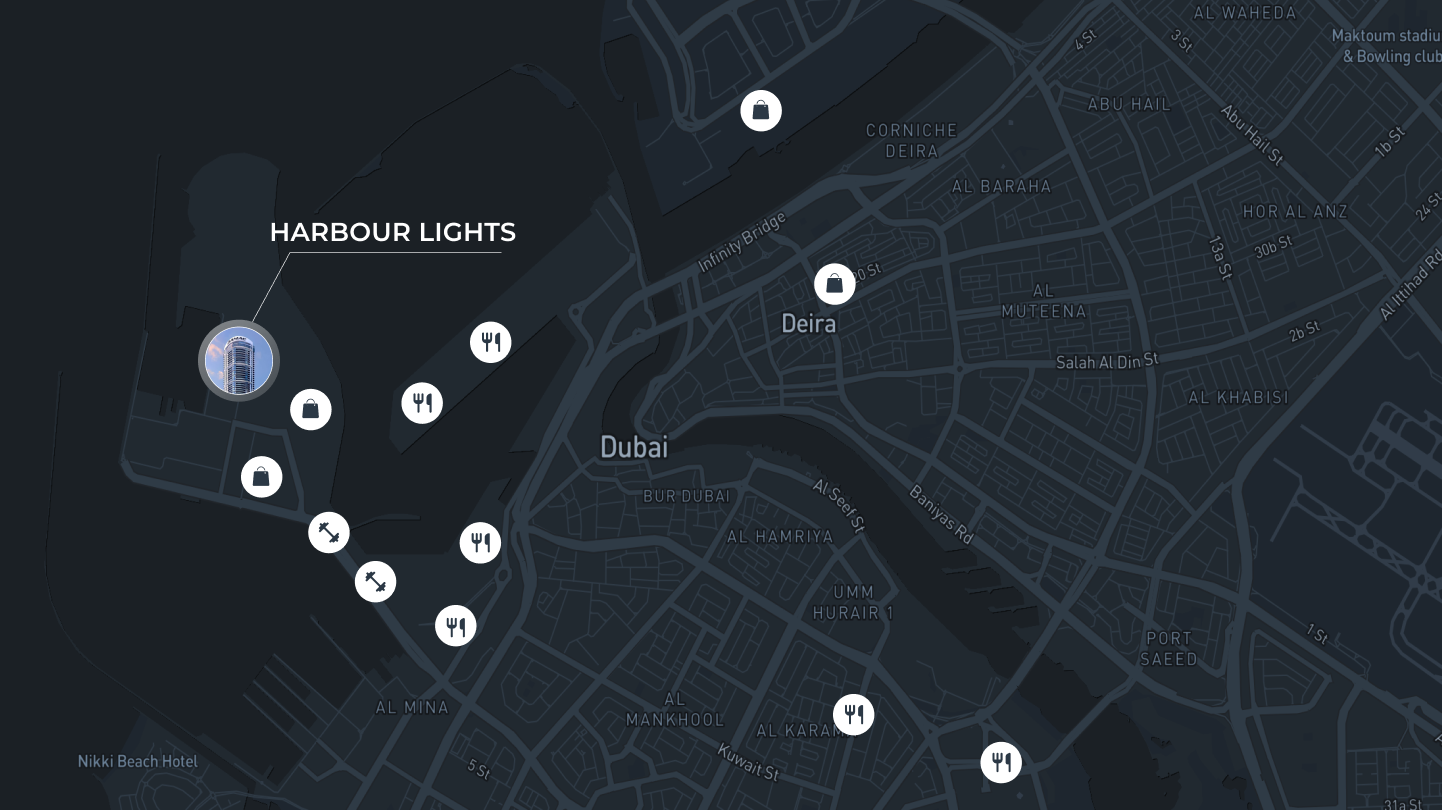 AL WAHEDA
4 St
3 St
Maktoum stadiu
& Bowling club
ABU HAIL
Abu Hail St
1b St
CORNICHE
DEIRA
AL BARAHA
HOR AL ANZ
24 St
HARBOUR LIGHTS
Infinity Bridge
13a St
30b St
20 St
Al Ittihad Rd
AL
MUTEENA
Deira
2b St
Salah Al Din St
AL KHABISI
Dubai
BUR DUBAI
Al Seef St
Baniyas Rd
AL HAMRIYA
UMM
HURAIR 1
1 St
PORT
SAEED
AL MINA
AL
MANKHOOL
AL KARAM
Kuwait St
Nikki Beach Hotel
5 St
31a St